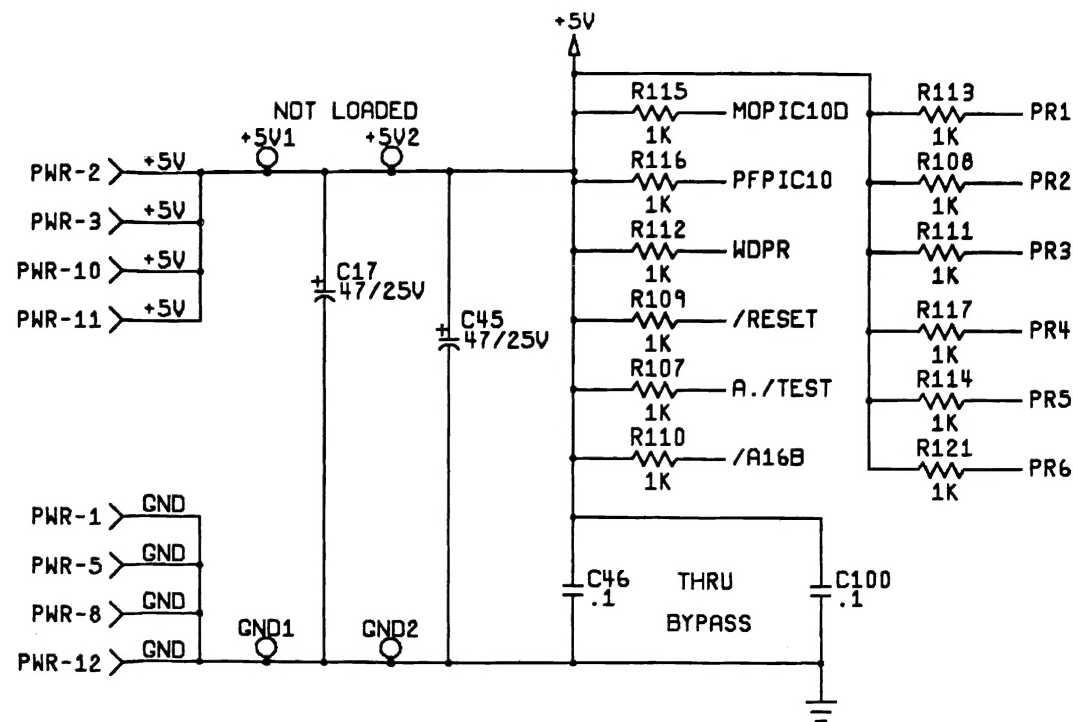 +5V
NOT LOADED
+5V1
+5V2
PWR-2 +5V
PWR-3 +5V
PWR-10 +5V
PWR-11 +5V
+ C17
47/25V
+ C45
47/25V
R115
1K
MOPIC10D
R116
1K
PFPIC10
R112
1K
WDPR
R109
1K
/RESET
R107
1K
A./TEST
R110
1K
/A16B
R113
1K
PR1
R108
1K
PR2
R111
1K
PR3
R117
1K
PR4
R114
1K
PR5
R121
1K
PR6
PWR-1 GND
PWR-5 GND
PWR-8 GND
PWR-12 GND
GND1
GND2
C46
.1
THRU
BYPASS
C100
.1